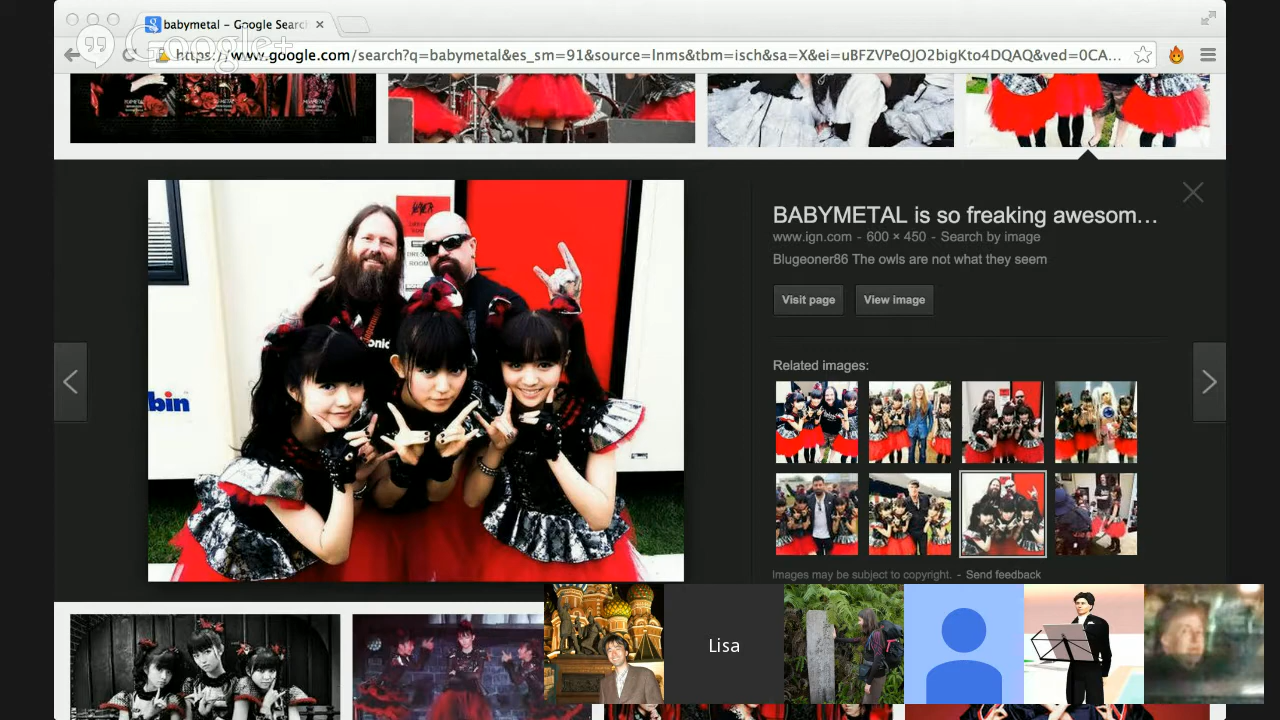 babymetal – Google Searc
Google+
https://www.google.com/search?q=babymetal&es_sm=91&source=lnms&tbm=isch&sa=X&ei=uBFZVPeOJO2bigKto4DQAQ&ved=0CA...
SLAYER
BABYMETAL is so freaking awesom...
www.ign.com - 600 × 450 - Search by image
Blugeoner86 The owls are not what they seem
Visit page
View image
Related images:
bin
Images may be subject to copyright. - Send feedback
Lisa